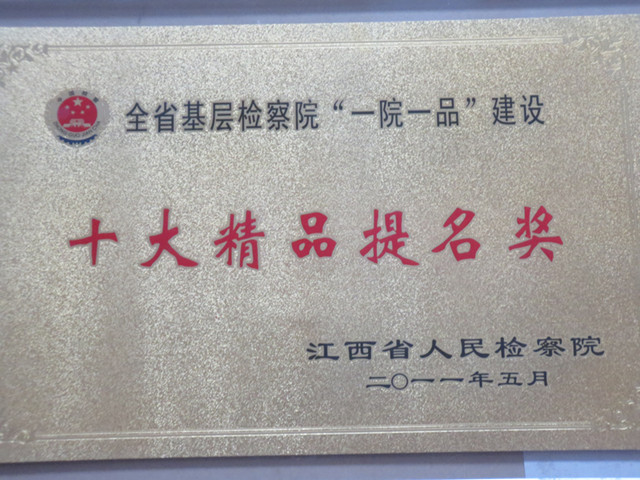 全省基层检察院“一院一品”建设
十大精品提名奖
江西省人民检察院
二〇一一年五月